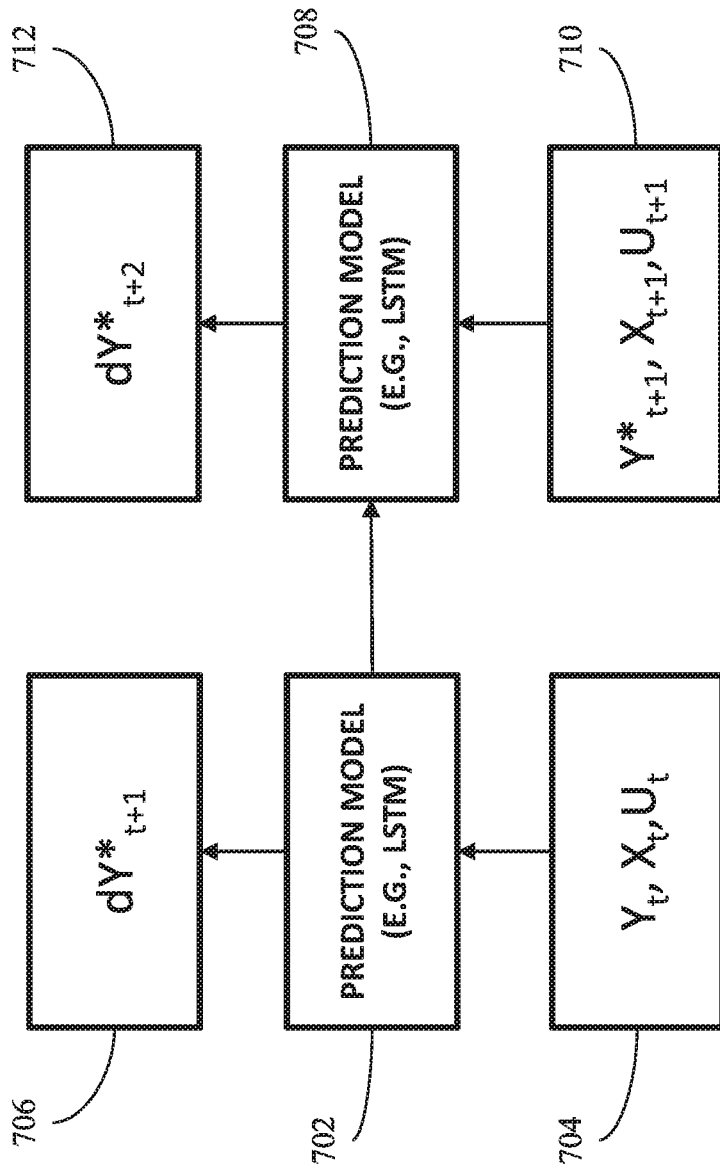 706
dY*t+1
dY*t+2
712
702
PREDICTION MODEL
(E.G., LSTM)
PREDICTION MODEL
(E.G., LSTM)
708
704
Yt, Xt,Ut
Y*t+1, Xt+1,Ut+1
710